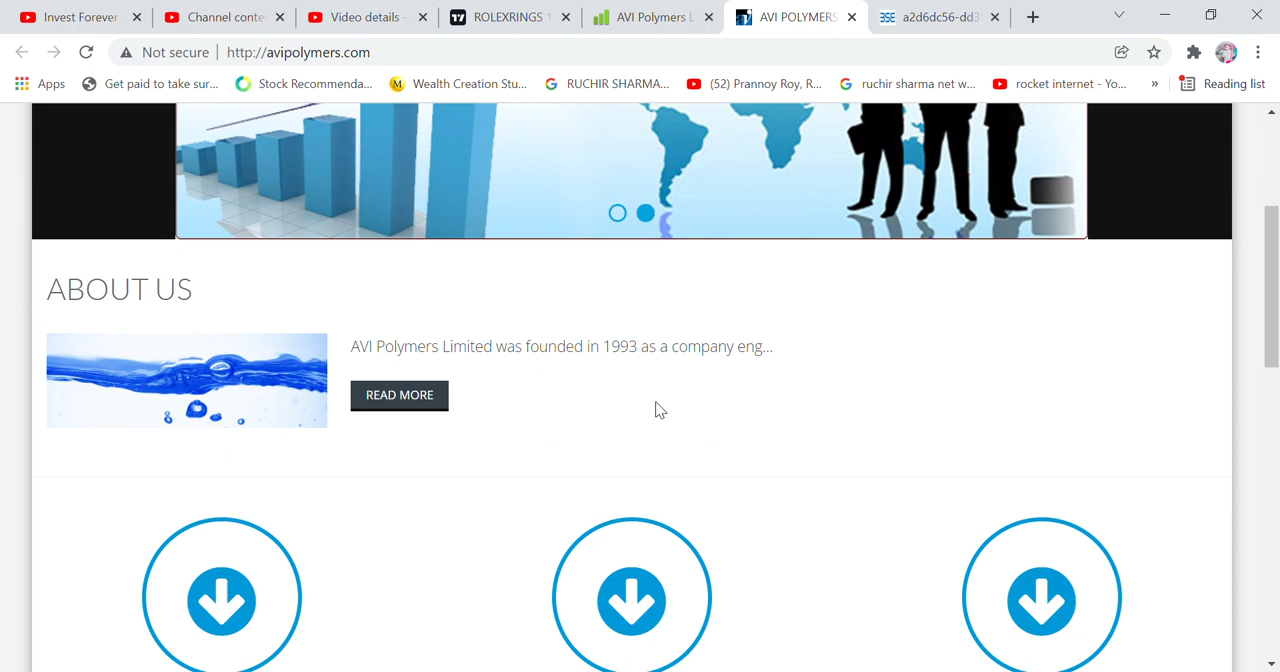 Invest Forever
Channel conte
Video details -
ROLEXRINGS 1
AVI Polymers L
AVI POLYMERS
BSE
a2d6dc56-dd3
Not secure
http://avipolymers.com
Apps
Get paid to take sur...
Stock Recommenda...
M
Wealth Creation Stu...
RUCHIR SHARMA...
(52) Prannoy Roy, R...
ruchir sharma net w...
rocket internet - Yo...
»
Reading list
ABOUT US
AVI Polymers Limited was founded in 1993 as a company eng...
READ MORE